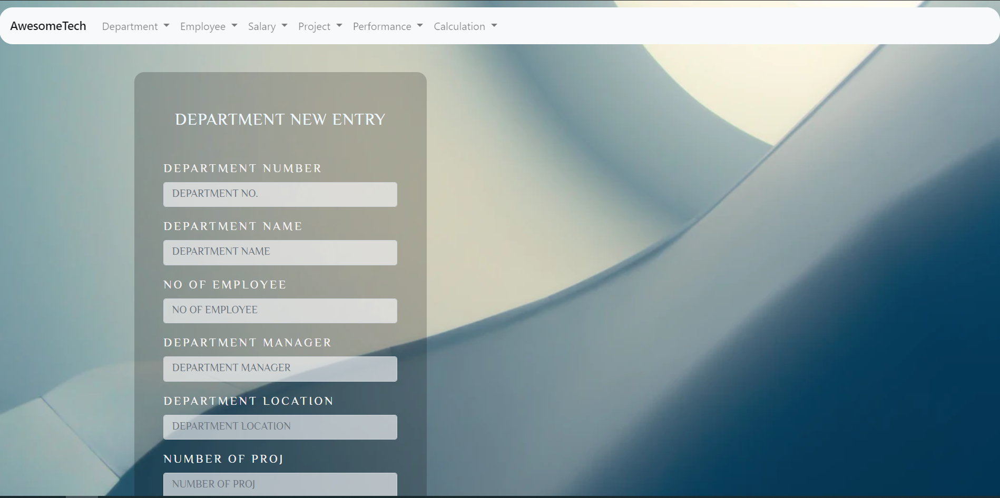 AwesomeTech Department Employee Salary Project Performance Calculation
DEPARTMENT NEW ENTRY
DEPARTMENT NUMBER
DEPARTMENT NO.
DEPARTMENT NAME
DEPARTMENT NAME
NO OF EMPLOYEE
NO OF EMPLOYEE
DEPARTMENT MANAGER
DEPARTMENT MANAGER
DEPARTMENT LOCATION
DEPARTMENT LOCATION
NUMBER OF PROJ
NUMBER OF PROJ